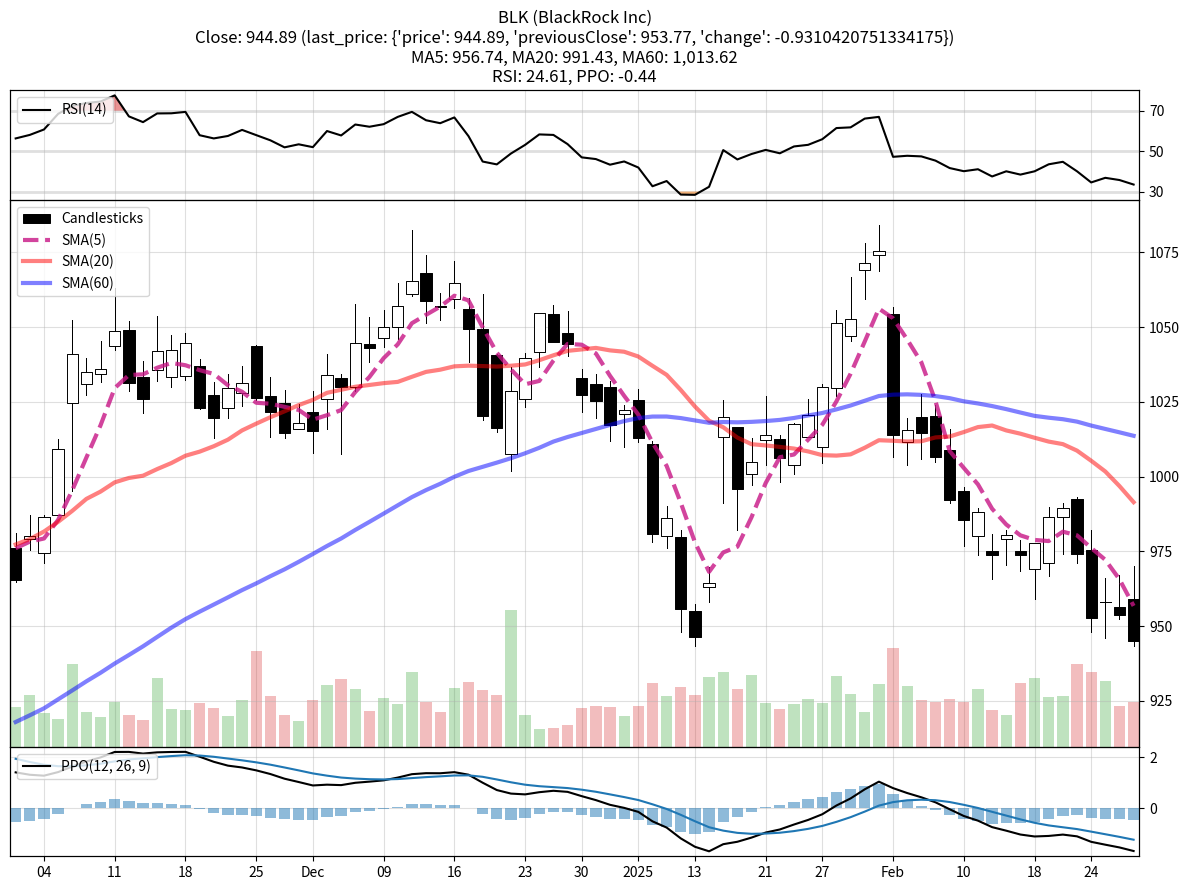 BLK (BlackRock Inc)
Close: 944.89 (last_price: {'price': 944.89, 'previousClose': 953.77, 'change': -0.9310420751334175})
MA5: 956.74, MA20: 991.43, MA60: 1,013.62
RSI: 24.61, PPO: -0.44
RSI(14)
70
50
30
Candlesticks
SMA(5)
SMA(20)
SMA(60)
1075
1050
1025
1000
975
950
925
PPO(12, 26, 9)
2
0
04 11 18 25 Dec 09 16 23 30 2025 13 21 27 Feb 10 18 24